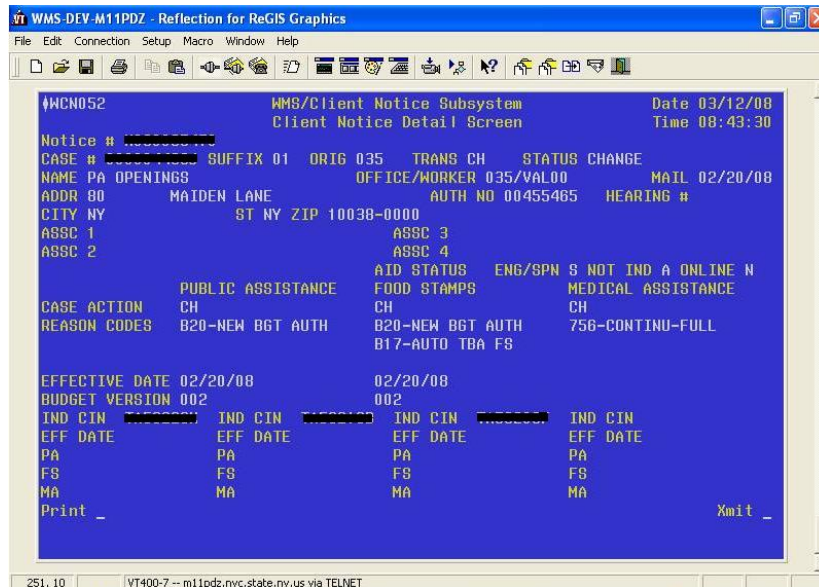 WMS-DEV-M11PDZ - Reflection for ReGIS Graphics
File Edit Connection Setup Macro Window Help
WCN052 WMS/Client Notice Subsystem Date 03/12/08
Client Notice Detail Screen Time 08:43:30
Notice #
CASE # SUFFIX 01 ORIG 035 TRANS CH STATUS CHANGE
NAME PA OPENINGS OFFICE/WORKER 035/VAL00 MAIL 02/20/08
ADDR 80 MAIDEN LANE AUTH NO 00455465 HEARING #
CITY NY ST NY ZIP 10038-0000
ASSC 1 ASSC 3
ASSC 2 ASSC 4
AID STATUS ENG/SPN S NOT IND A ONLINE N
PUBLIC ASSISTANCE FOOD STAMPS MEDICAL ASSISTANCE
CASE ACTION CH CH CH
REASON CODES B20-NEW BGT AUTH B20-NEW BGT AUTH 756-CONTINU-FULL
B17-AUTO TBA FS
EFFECTIVE DATE 02/20/08 02/20/08
BUDGET VERSION 002 002
IND CIN IND CIN IND CIN IND CIN
EFF DATE EFF DATE EFF DATE EFF DATE
PA PA PA PA
FS FS FS FS
MA MA MA MA
Print _ Xmit _
251, 10 VT400-7 -- m11pdz.nyc.state.ny.us via TELNET